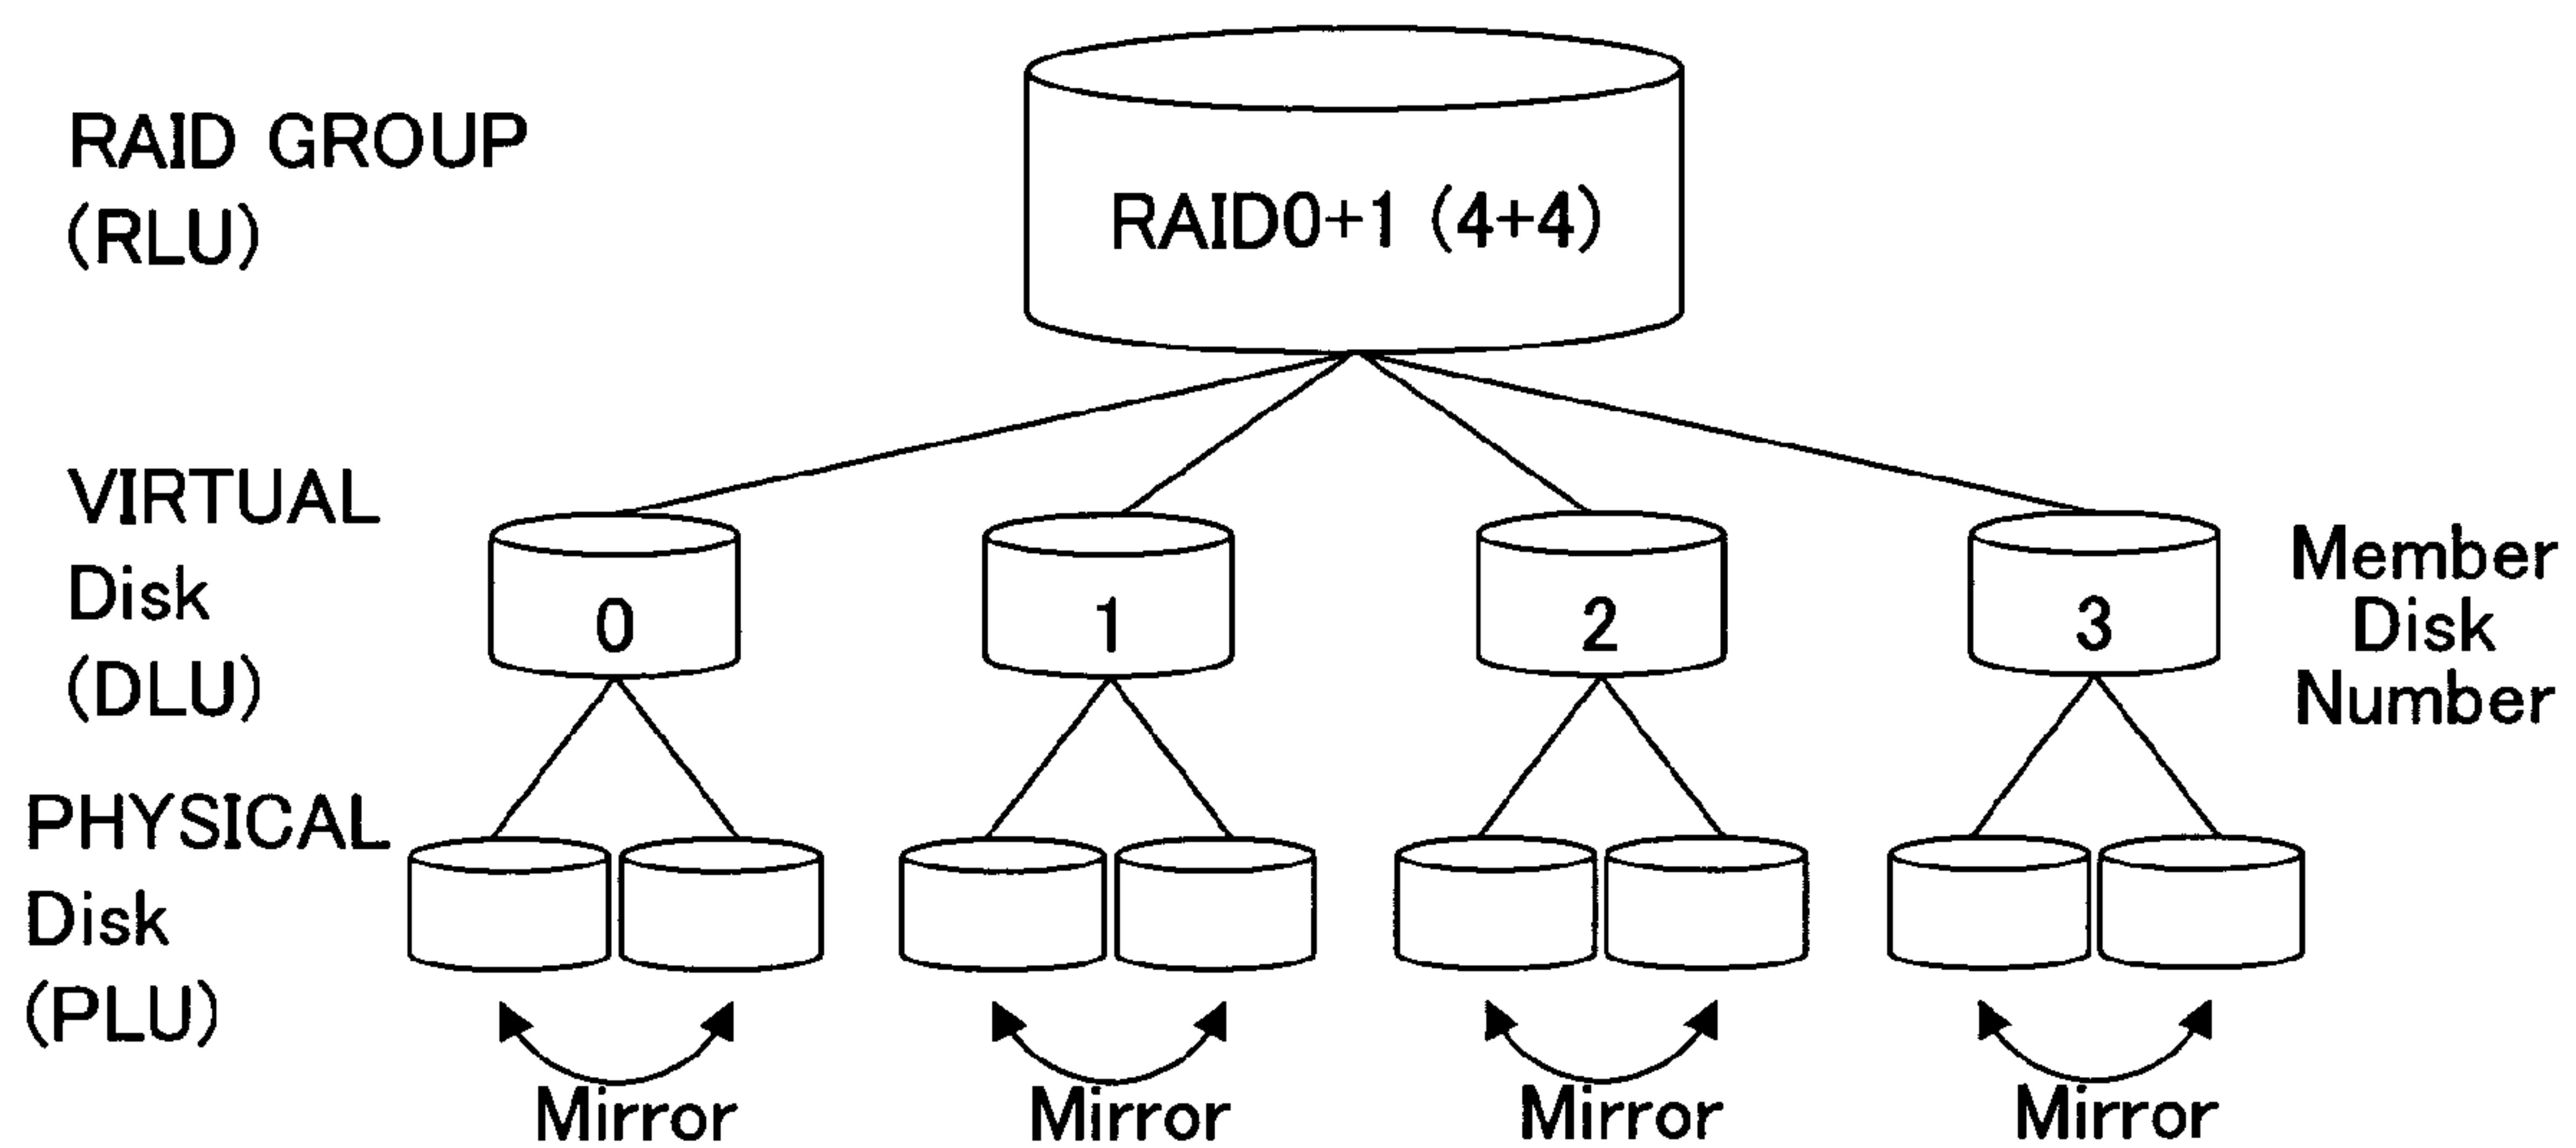 RAID GROUP
(RLU)
RAID0+1 (4+4)
VIRTUAL
Disk
(DLU)
0
1
2
3
Member
Disk
Number
PHYSICAL
Disk
(PLU)
Mirror
Mirror
Mirror
Mirror